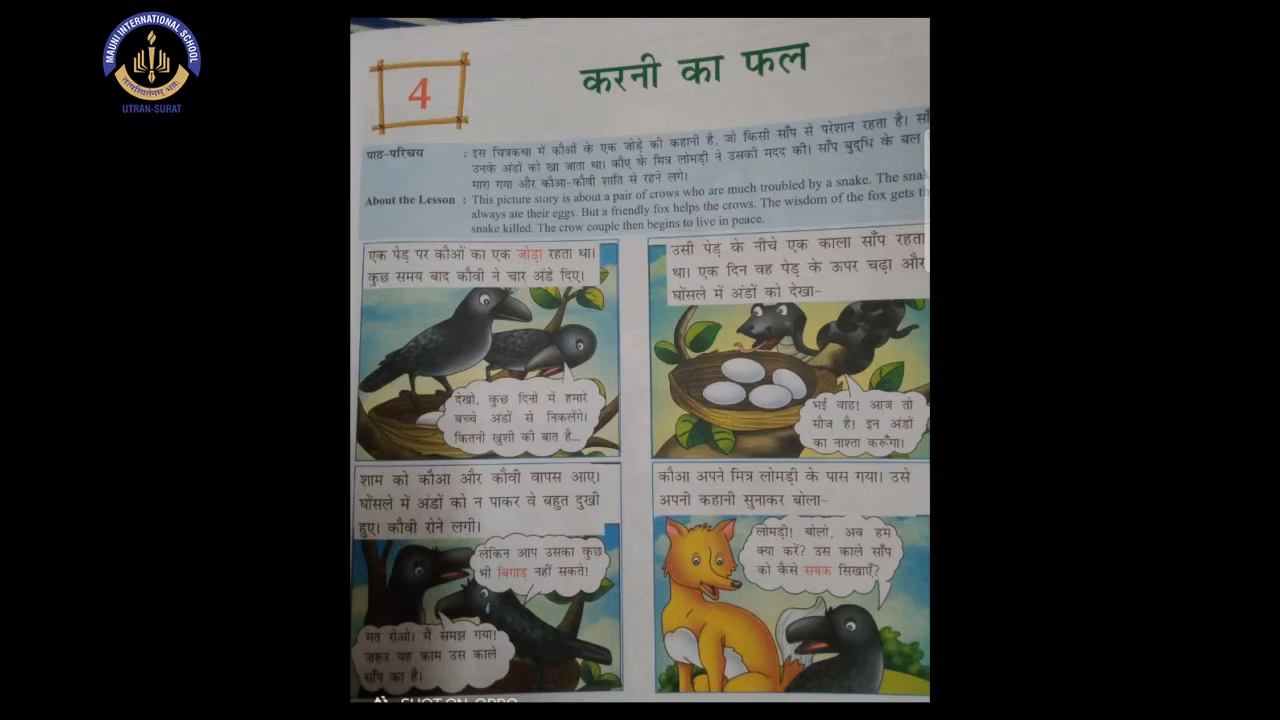 MAUNI INTERNATIONAL SCHOOL
UTRAN-SURAT
4
करनी का फल
पाठ-परिचय : इस चित्रकथा में कौओं के एक जोड़े की कहानी है, जो किसी साँप से परेशान रहता है।
उनके अंडों को खा जाता था। कौए के मित्र लोमड़ी ने उसकी मदद की। साँप बुद्धि के बल
मारा गया और कौआ-कौवी शांति से रहने लगे।
About the Lesson : This picture story is about a pair of crows who are much troubled by a snake. The
always ate their eggs. But a friendly fox helps the crows. The wisdom of the fox gets
snake killed. The crow couple then begins to live in peace.
एक पेड़ पर कौओं का एक जोड़ा रहता था।
कुछ समय बाद कौवी ने चार अंडे दिए।
देखो, कुछ दिनों में हमारे
बच्चे अंडों से निकलेंगे।
कितनी खुशी की बात है...
उसी पेड़ के नीचे एक काला साँप रहता
था। एक दिन वह पेड़ के ऊपर चढ़ा और
घोंसले में अंडों को देखा–
भई वाह! आज तो
मौज है! इन अंडों
का नाश्ता करूँगा।
शाम को कौआ और कौवी वापस आए।
घोंसले में अंडों को न पाकर वे बहुत दुखी
हुए। कौवी रोने लगी।
लेकिन आप उसका कुछ
भी बिगाड़ नहीं सकते!
मत रोओ। मैं समझ गया!
ज़रूर यह काम उस काले
साँप का है।
कौआ अपने मित्र लोमड़ी के पास गया। उसे
अपनी कहानी सुनाकर बोला–
लोमड़ी! बोलो, अब हम
क्या करें? उस काले साँप
को कैसे सबक सिखाएँ?
SHOT ON OPPO